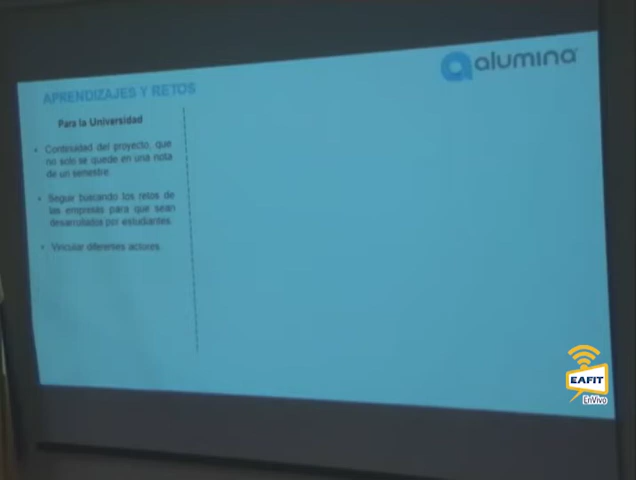 alumina
APRENDIZAJES Y RETOS
Para la Universidad
• Continuidad del proyecto, que
no solo se quede en una nota
de un semestre.
• Seguir buscando los retos de
las empresas para que sean
desarrollados por estudiantes.
• Vincular diferentes actores.
EAFIT
EnVivo